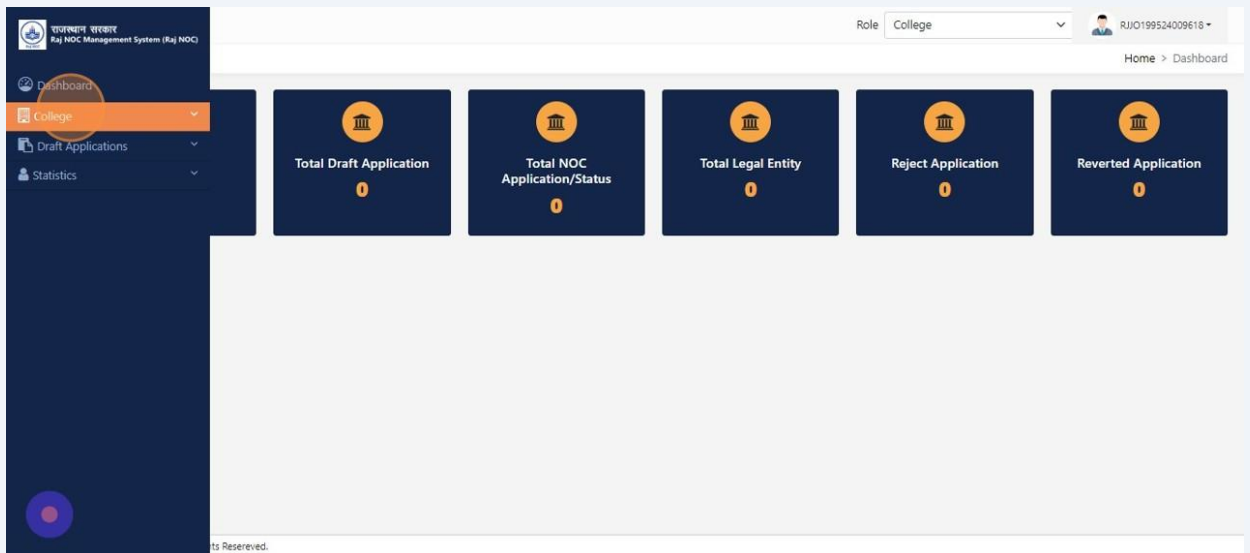 राजस्थान सरकार
Raj NOC Management System (Raj NOC)
Role College
RJJO199524009618
Home > Dashboard
Dashboard
College
Draft Applications
Statistics
Total Draft Application
0
Total NOC
Application/Status
0
Total Legal Entity
0
Reject Application
0
Reverted Application
0
ts Resereved.